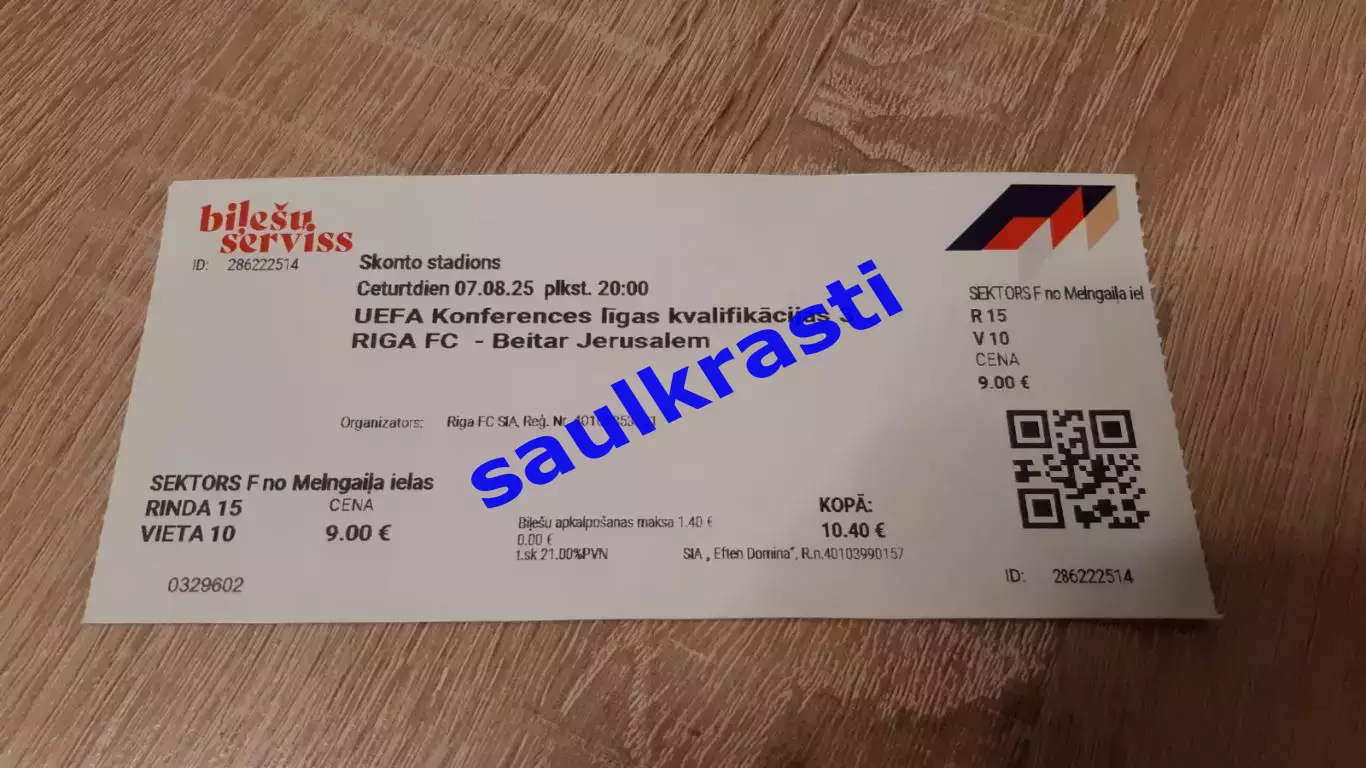 biļešu
serviss
ID: 286222514
Skonto stadions
Ceturtdien 07.08.25 plkst. 20:00
UEFA Konferences līgas kvalifikācijas
RIGA FC - Beitar Jerusalem
Organizators: Riga FC SIA, Reģ. Nr.
SEKTORS F no Melngaiļa ielas
RINDA 15
CENA
VIETA 10
9.00 €
Biļešu apkalpošanas maksa 1.40 €
0.00 €
t.sk 21.00%PVN
KOPĀ:
10.40 €
SIA „Eften Domina", R.n.40103990157
0329602
SEKTORS F no Melngaiļa iel
R 15
V 10
CENA
9.00 €
ID: 286222514
saulkrasti